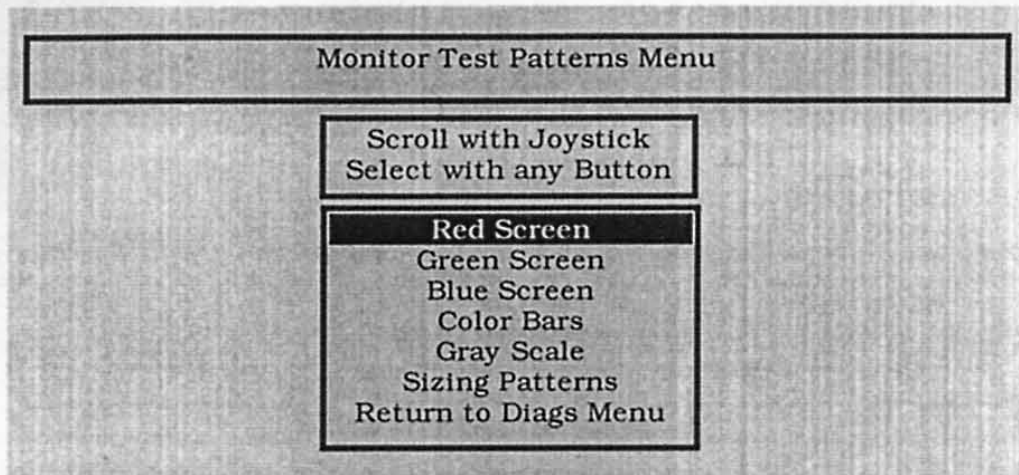 Monitor Test Patterns Menu
Scroll with Joystick
Select with any Button
Red Screen
Green Screen
Blue Screen
Color Bars
Gray Scale
Sizing Patterns
Return to Diags Menu